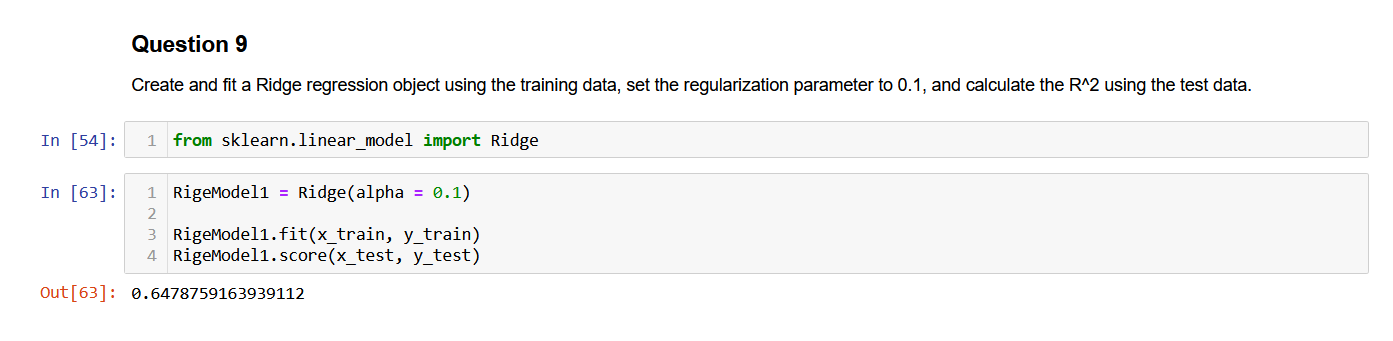 Question 9
Create and fit a Ridge regression object using the training data, set the regularization parameter to 0.1, and calculate the R^2 using the test data.
In [54]: 1 from sklearn.linear_model import Ridge
In [63]: 1 RigeModel1 = Ridge(alpha = 0.1)
2
3 RigeModel1.fit(x_train, y_train)
4 RigeModel1.score(x_test, y_test)
Out[63]: 0.6478759163939112